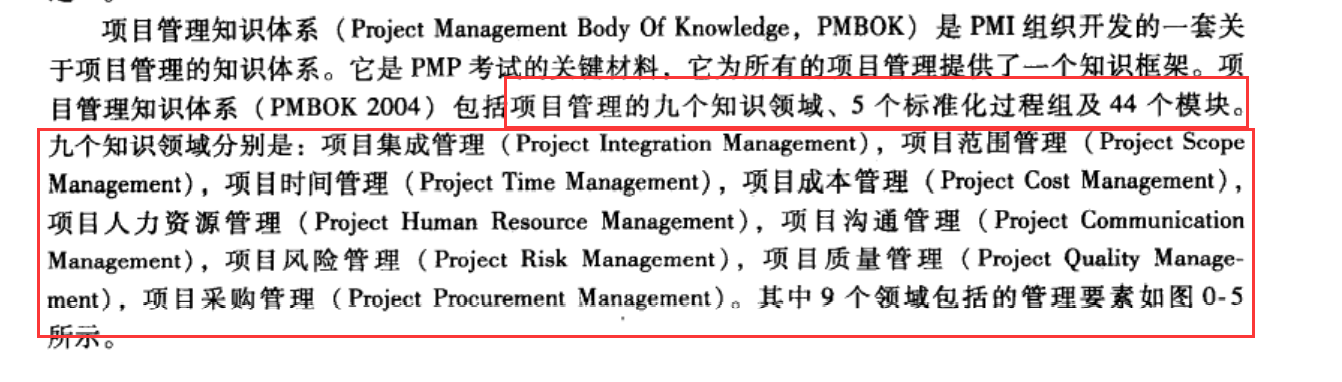 项目管理知识体系（Project Management Body Of Knowledge，PMBOK）是 PMI 组织开发的一套关
于项目管理的知识体系。它是 PMP 考试的关键材料，它为所有的项目管理提供了一个知识框架。项
目管理知识体系（PMBOK 2004）包括项目管理的九个知识领域、5 个标准化过程组及 44 个模块。
九个知识领域分别是：项目集成管理（Project Integration Management），项目范围管理（Project Scope
Management），项目时间管理（Project Time Management），项目成本管理（Project Cost Management），
项目人力资源管理（Project Human Resource Management），项目沟通管理（Project Communication
Management），项目风险管理（Project Risk Management），项目质量管理（Project Quality Manage-
ment），项目采购管理（Project Procurement Management）。其中 9 个领域包括的管理要素如图 0-5
所示。